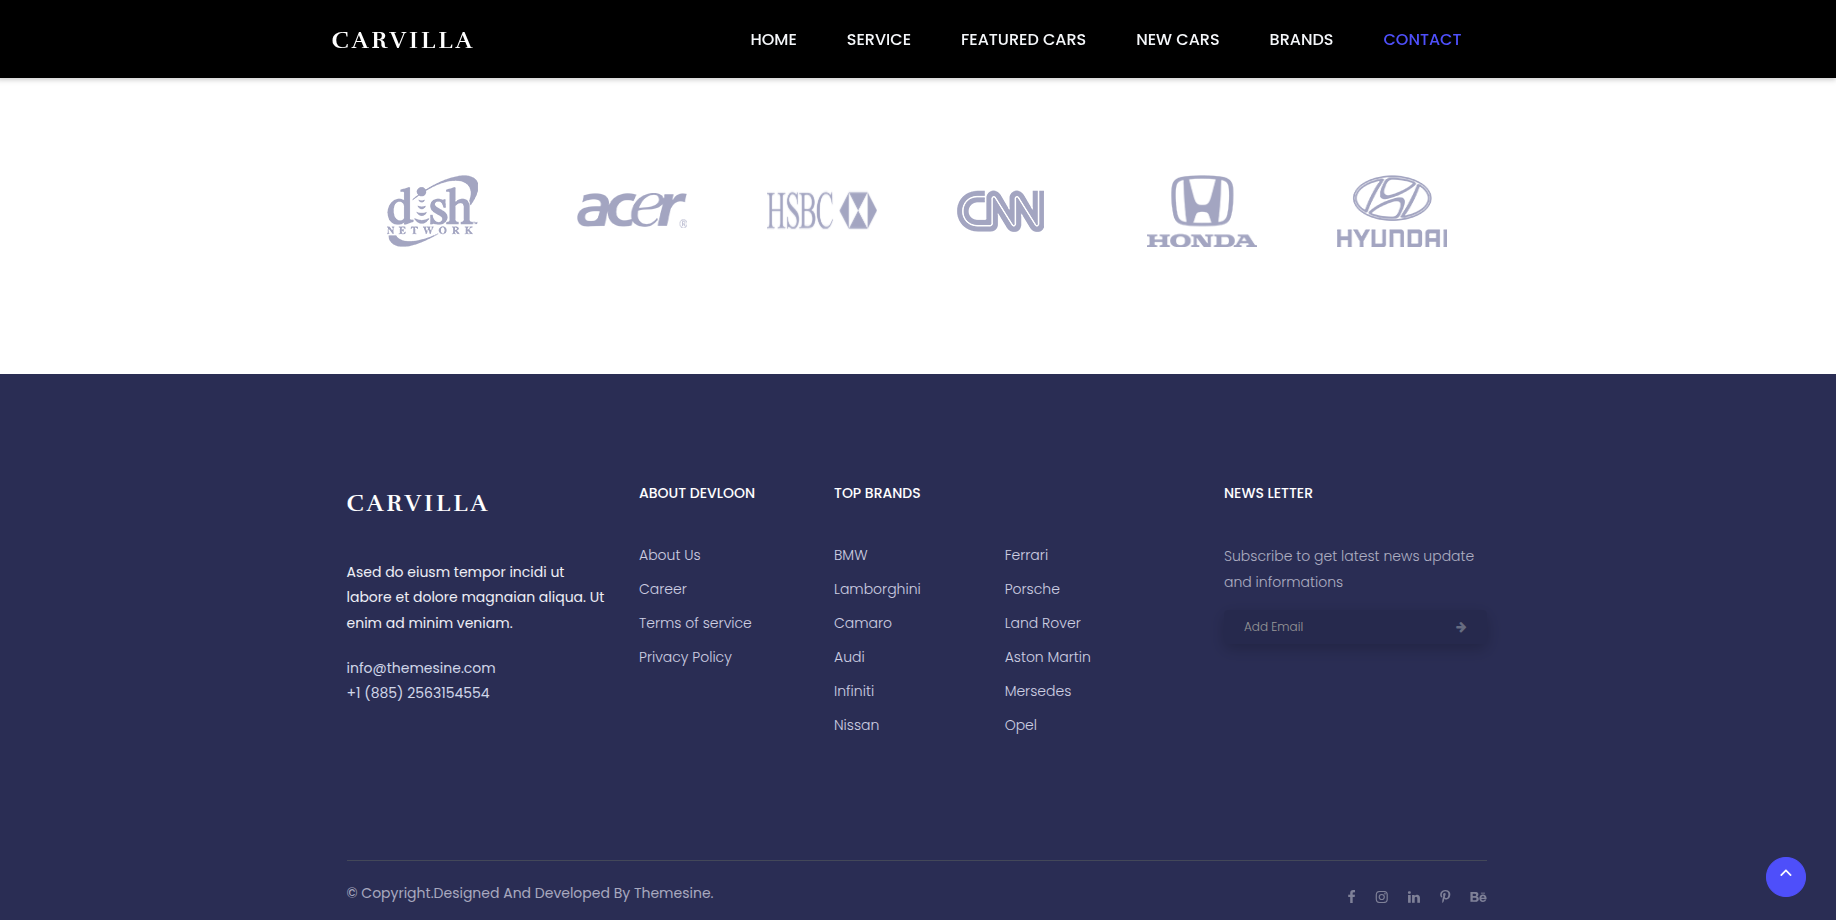 CARVILLA
HOME SERVICE FEATURED CARS NEW CARS BRANDS CONTACT
dish
NETWORK
acer ®
HSBC
CNN
HONDA
HYUNDAI
CARVILLA
Ased do eiusm tempor incidi ut
labore et dolore magnaian aliqua. Ut
enim ad minim veniam.
info@themesine.com
+1 (885) 2563154554
ABOUT DEVLOON
About Us
Career
Terms of service
Privacy Policy
TOP BRANDS
BMW
Lamborghini
Camaro
Audi
Infiniti
Nissan
Ferrari
Porsche
Land Rover
Aston Martin
Mersedes
Opel
NEWS LETTER
Subscribe to get latest news update
and informations
Add Email
© Copyright.Designed And Developed By Themesine.